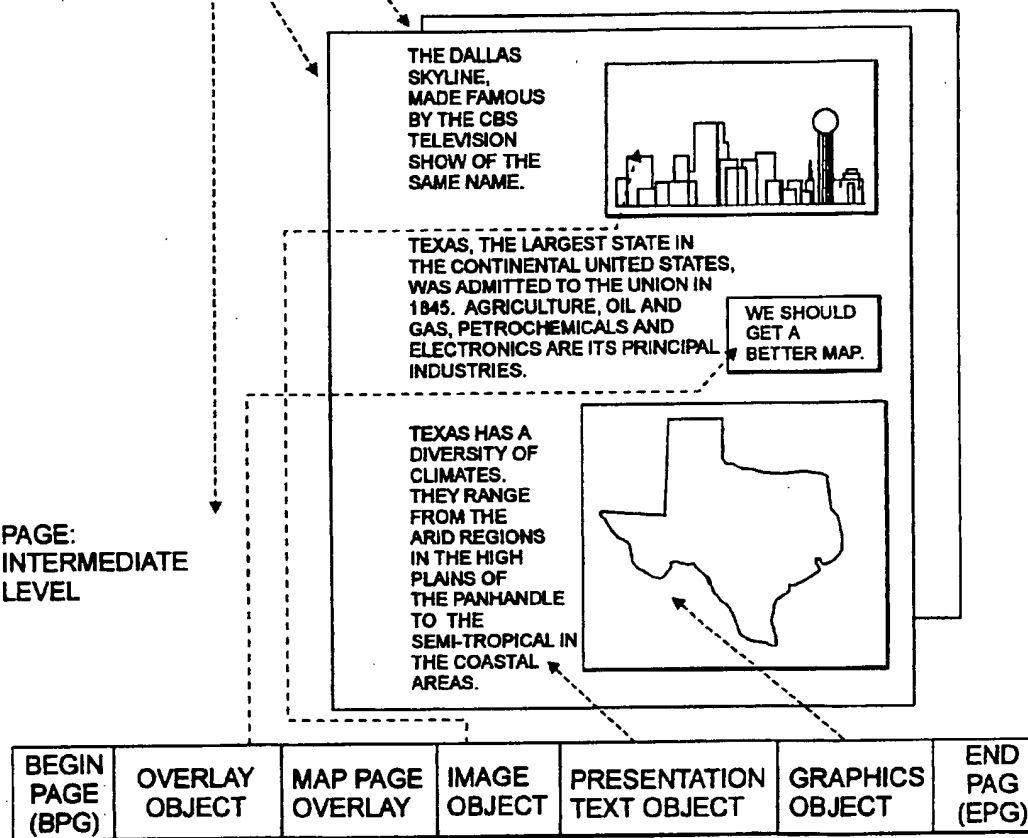 THE DALLAS
SKYLINE,
MADE FAMOUS
BY THE CBS
TELEVISION
SHOW OF THE
SAME NAME.
TEXAS, THE LARGEST STATE IN
THE CONTINENTAL UNITED STATES,
WAS ADMITTED TO THE UNION IN
1845. AGRICULTURE, OIL AND
GAS, PETROCHEMICALS AND
ELECTRONICS ARE ITS PRINCIPAL
INDUSTRIES.
WE SHOULD
GET A
BETTER MAP.
TEXAS HAS A
DIVERSITY OF
CLIMATES.
THEY RANGE
FROM THE
ARID REGIONS
IN THE HIGH
PLAINS OF
THE PANHANDLE
TO THE
SEMI-TROPICAL IN
THE COASTAL
AREAS.
PAGE:
INTERMEDIATE
LEVEL
BEGIN
PAGE
(BPG)
OVERLAY
OBJECT
MAP PAGE
OVERLAY
IMAGE
OBJECT
PRESENTATION
TEXT OBJECT
GRAPHICS
OBJECT
END
PAG
(EPG)